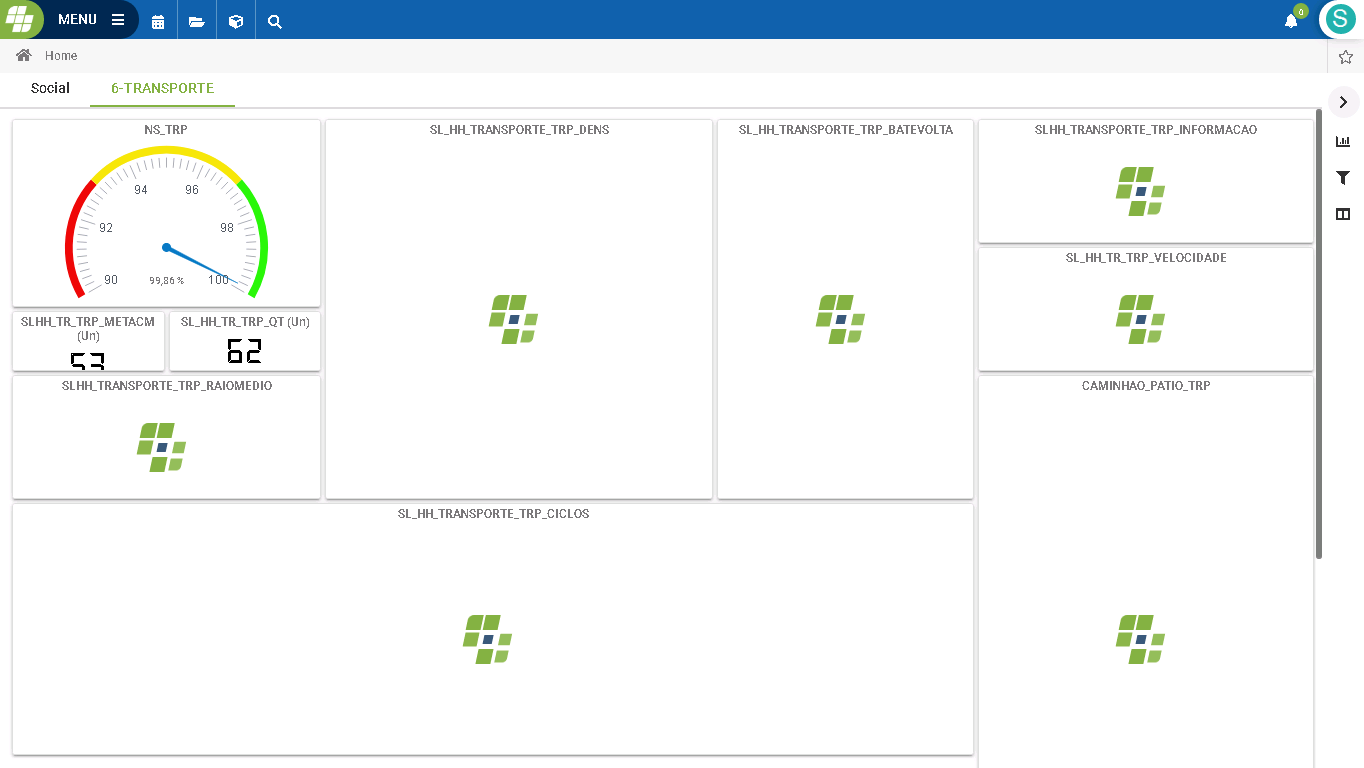 MENU
0
S
Home
Social
6-TRANSPORTE
NS_TRP
94
96
92
98
90
99,86 %
100
SL_HH_TRANSPORTE_TRP_DENS
SL_HH_TRANSPORTE_TRP_BATEVOLTA
SLHH_TRANSPORTE_TRP_INFORMACAO
SL_HH_TR_TRP_VELOCIDADE
SLHH_TR_TRP_METACM
(Un)
53
SL_HH_TR_TRP_QT (Un)
62
SLHH_TRANSPORTE_TRP_RAIOMEDIO
CAMINHAO_PATIO_TRP
SL_HH_TRANSPORTE_TRP_CICLOS